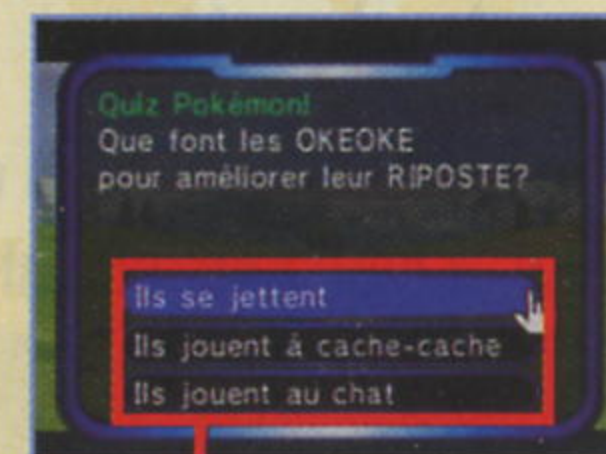 Quiz Pokémon!
Que font les OKEOKE
pour améliorer leur RIPOSTE?
Ils se jettent
Ils jouent à cache-cache
Ils jouent au chat